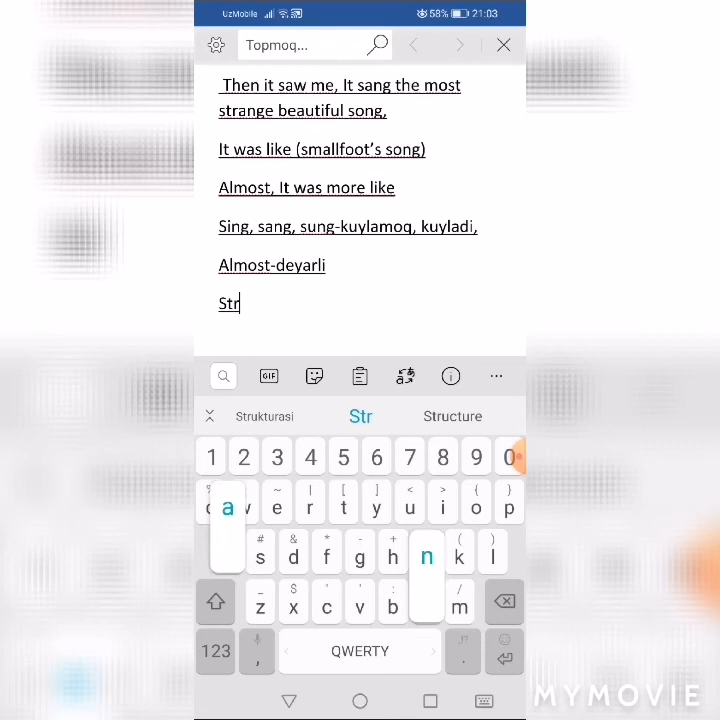 UzMobile 58% 21:03
Topmoq...
Then it saw me, It sang the most
strange beautiful song,
It was like (smallfoot's song)
Almost, It was more like
Sing, sang, sung-kuylamoq, kuyladi,
Almost-deyarli
Str
GIF
Strukturasi Str Structure
1 2 3 4 5 6 7 8 9 0
~ | [ ] < > { }
a w e r t y u i o p
# & * - + ( )
s d f g h n k l
_ $ " ' : /
z x c v b m
123 , QWERTY .
MYMOVIE